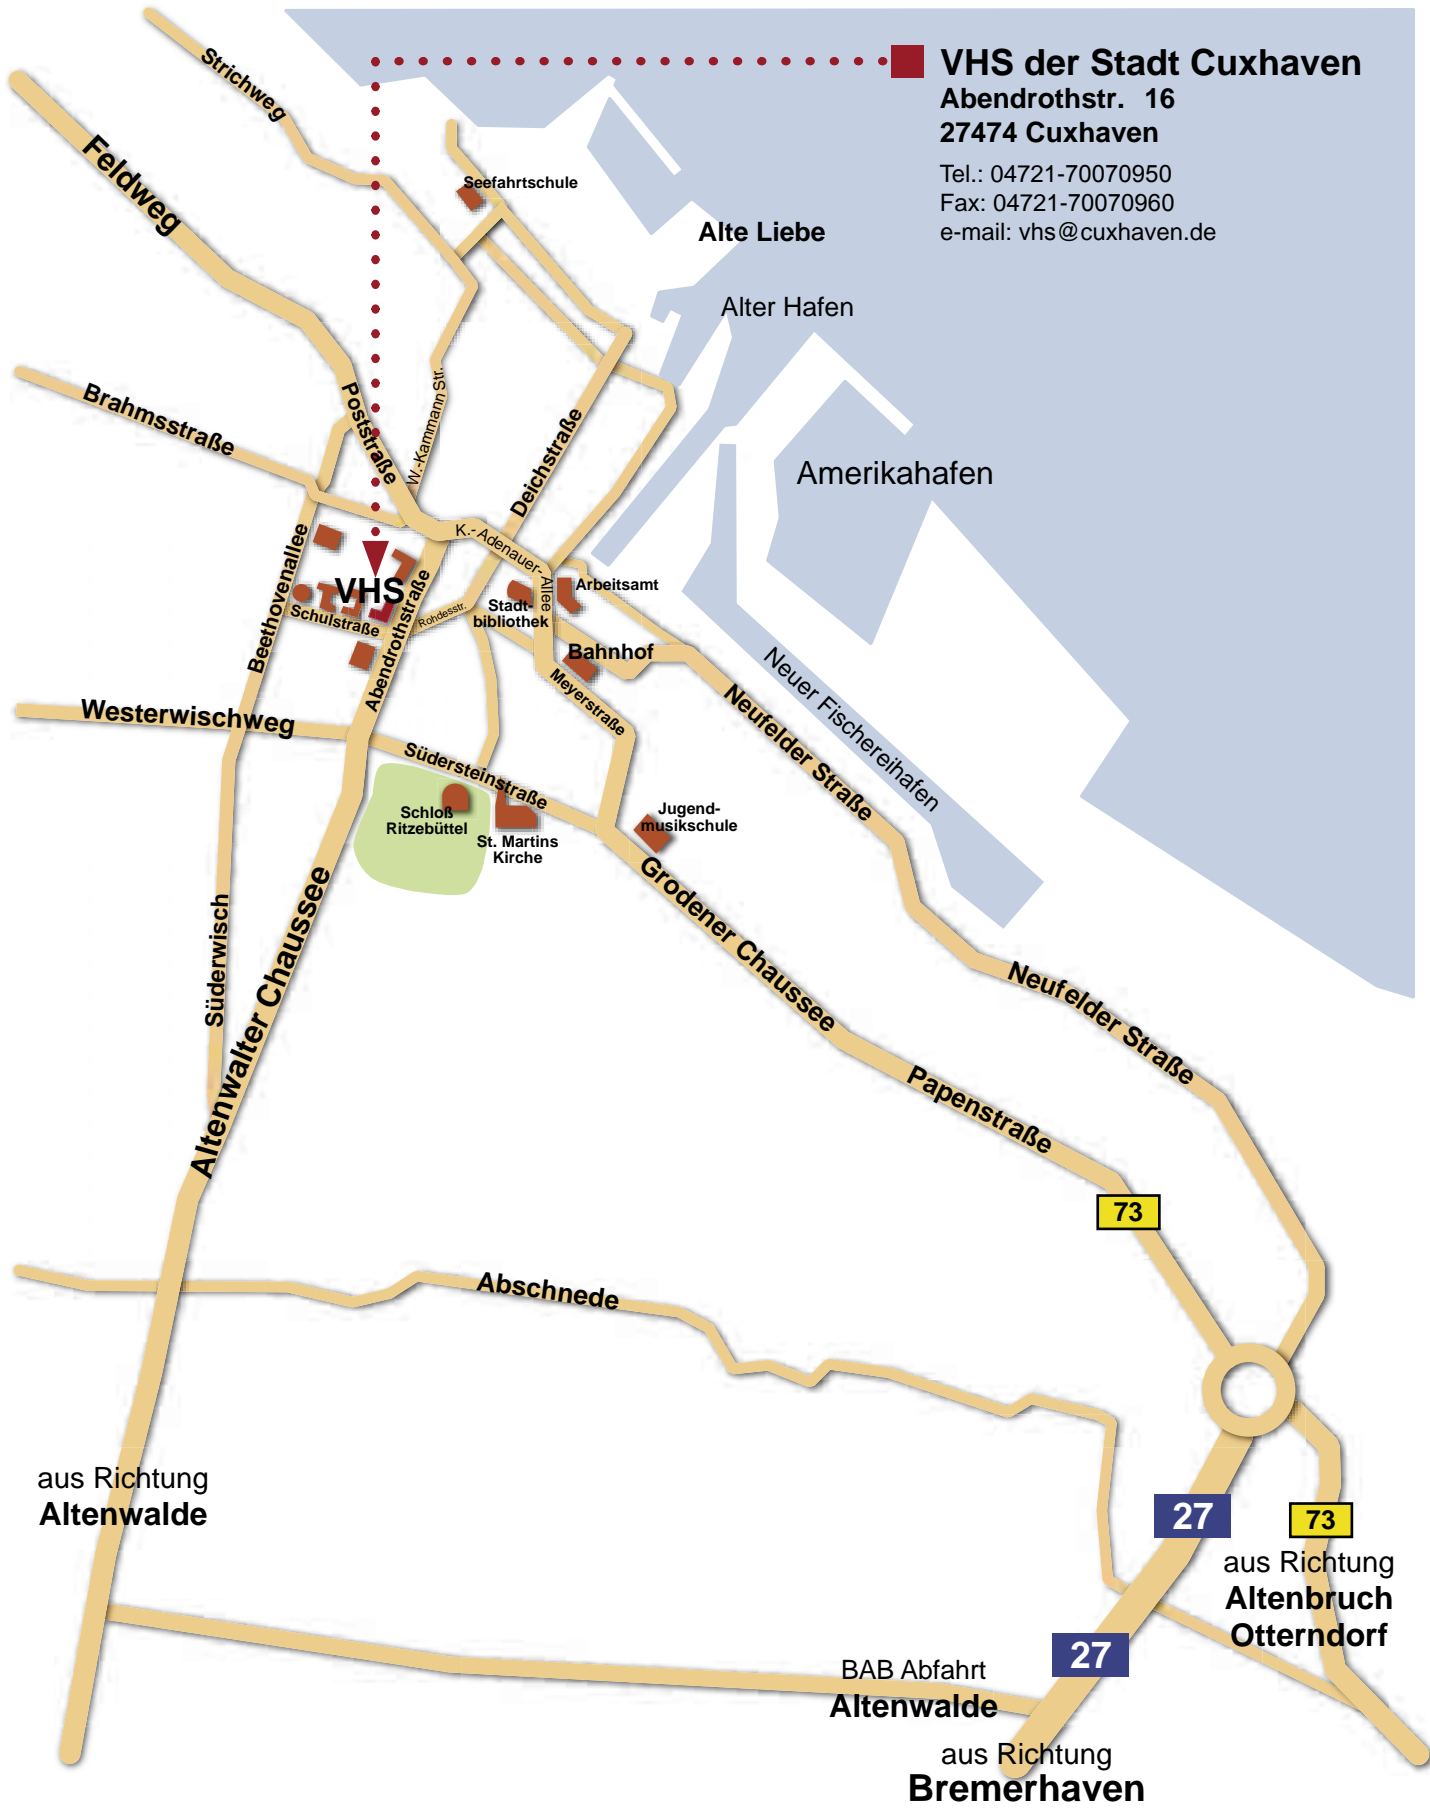 VHS der Stadt Cuxhaven
Abendrothstr. 16
27474 Cuxhaven
Tel.: 04721-70070950
Fax: 04721-70070960
e-mail: vhs@cuxhaven.de
Strichweg
Feldweg
Seefahrtschule
Alte Liebe
Alter Hafen
Brahmsstraße
Poststraße
W.-Kammann Str.
Deichstraße
Amerikahafen
K.-Adenauer-Allee
Beethovenallee
VHS
Schulstraße
Abendrothstraße
Rohdesstr.
Stadt-
bibliothek
Arbeitsamt
Bahnhof
Meyerstraße
Neuer Fischereihafen
Neufelder Straße
Westerwischweg
Südersteinstraße
Schloß
Ritzebüttel
St. Martins
Kirche
Jugend-
musikschule
Grodener Chaussee
Süderwisch
Altenwalter Chaussee
Neufelder Straße
Papenstraße
73
Abschnede
aus Richtung
Altenwalde
27
73
aus Richtung
Altenbruch
Otterndorf
27
BAB Abfahrt
Altenwalde
aus Richtung
Bremerhaven